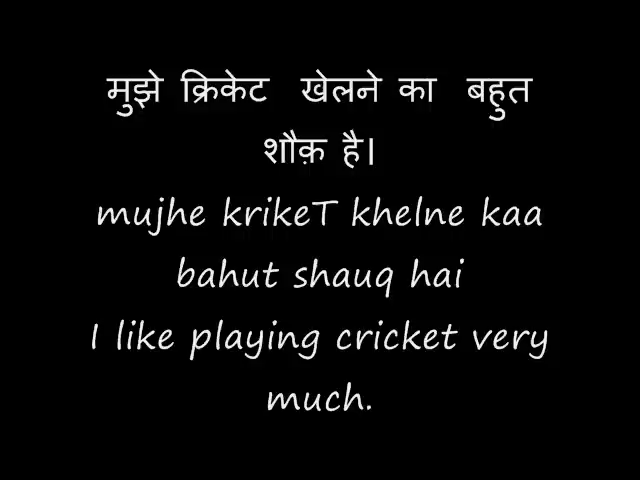 मुझे क्रिकेट खेलने का बहुत
शौक़ है।
mujhe krikeT khelne kaa
bahut shauq hai
I like playing cricket very
much.